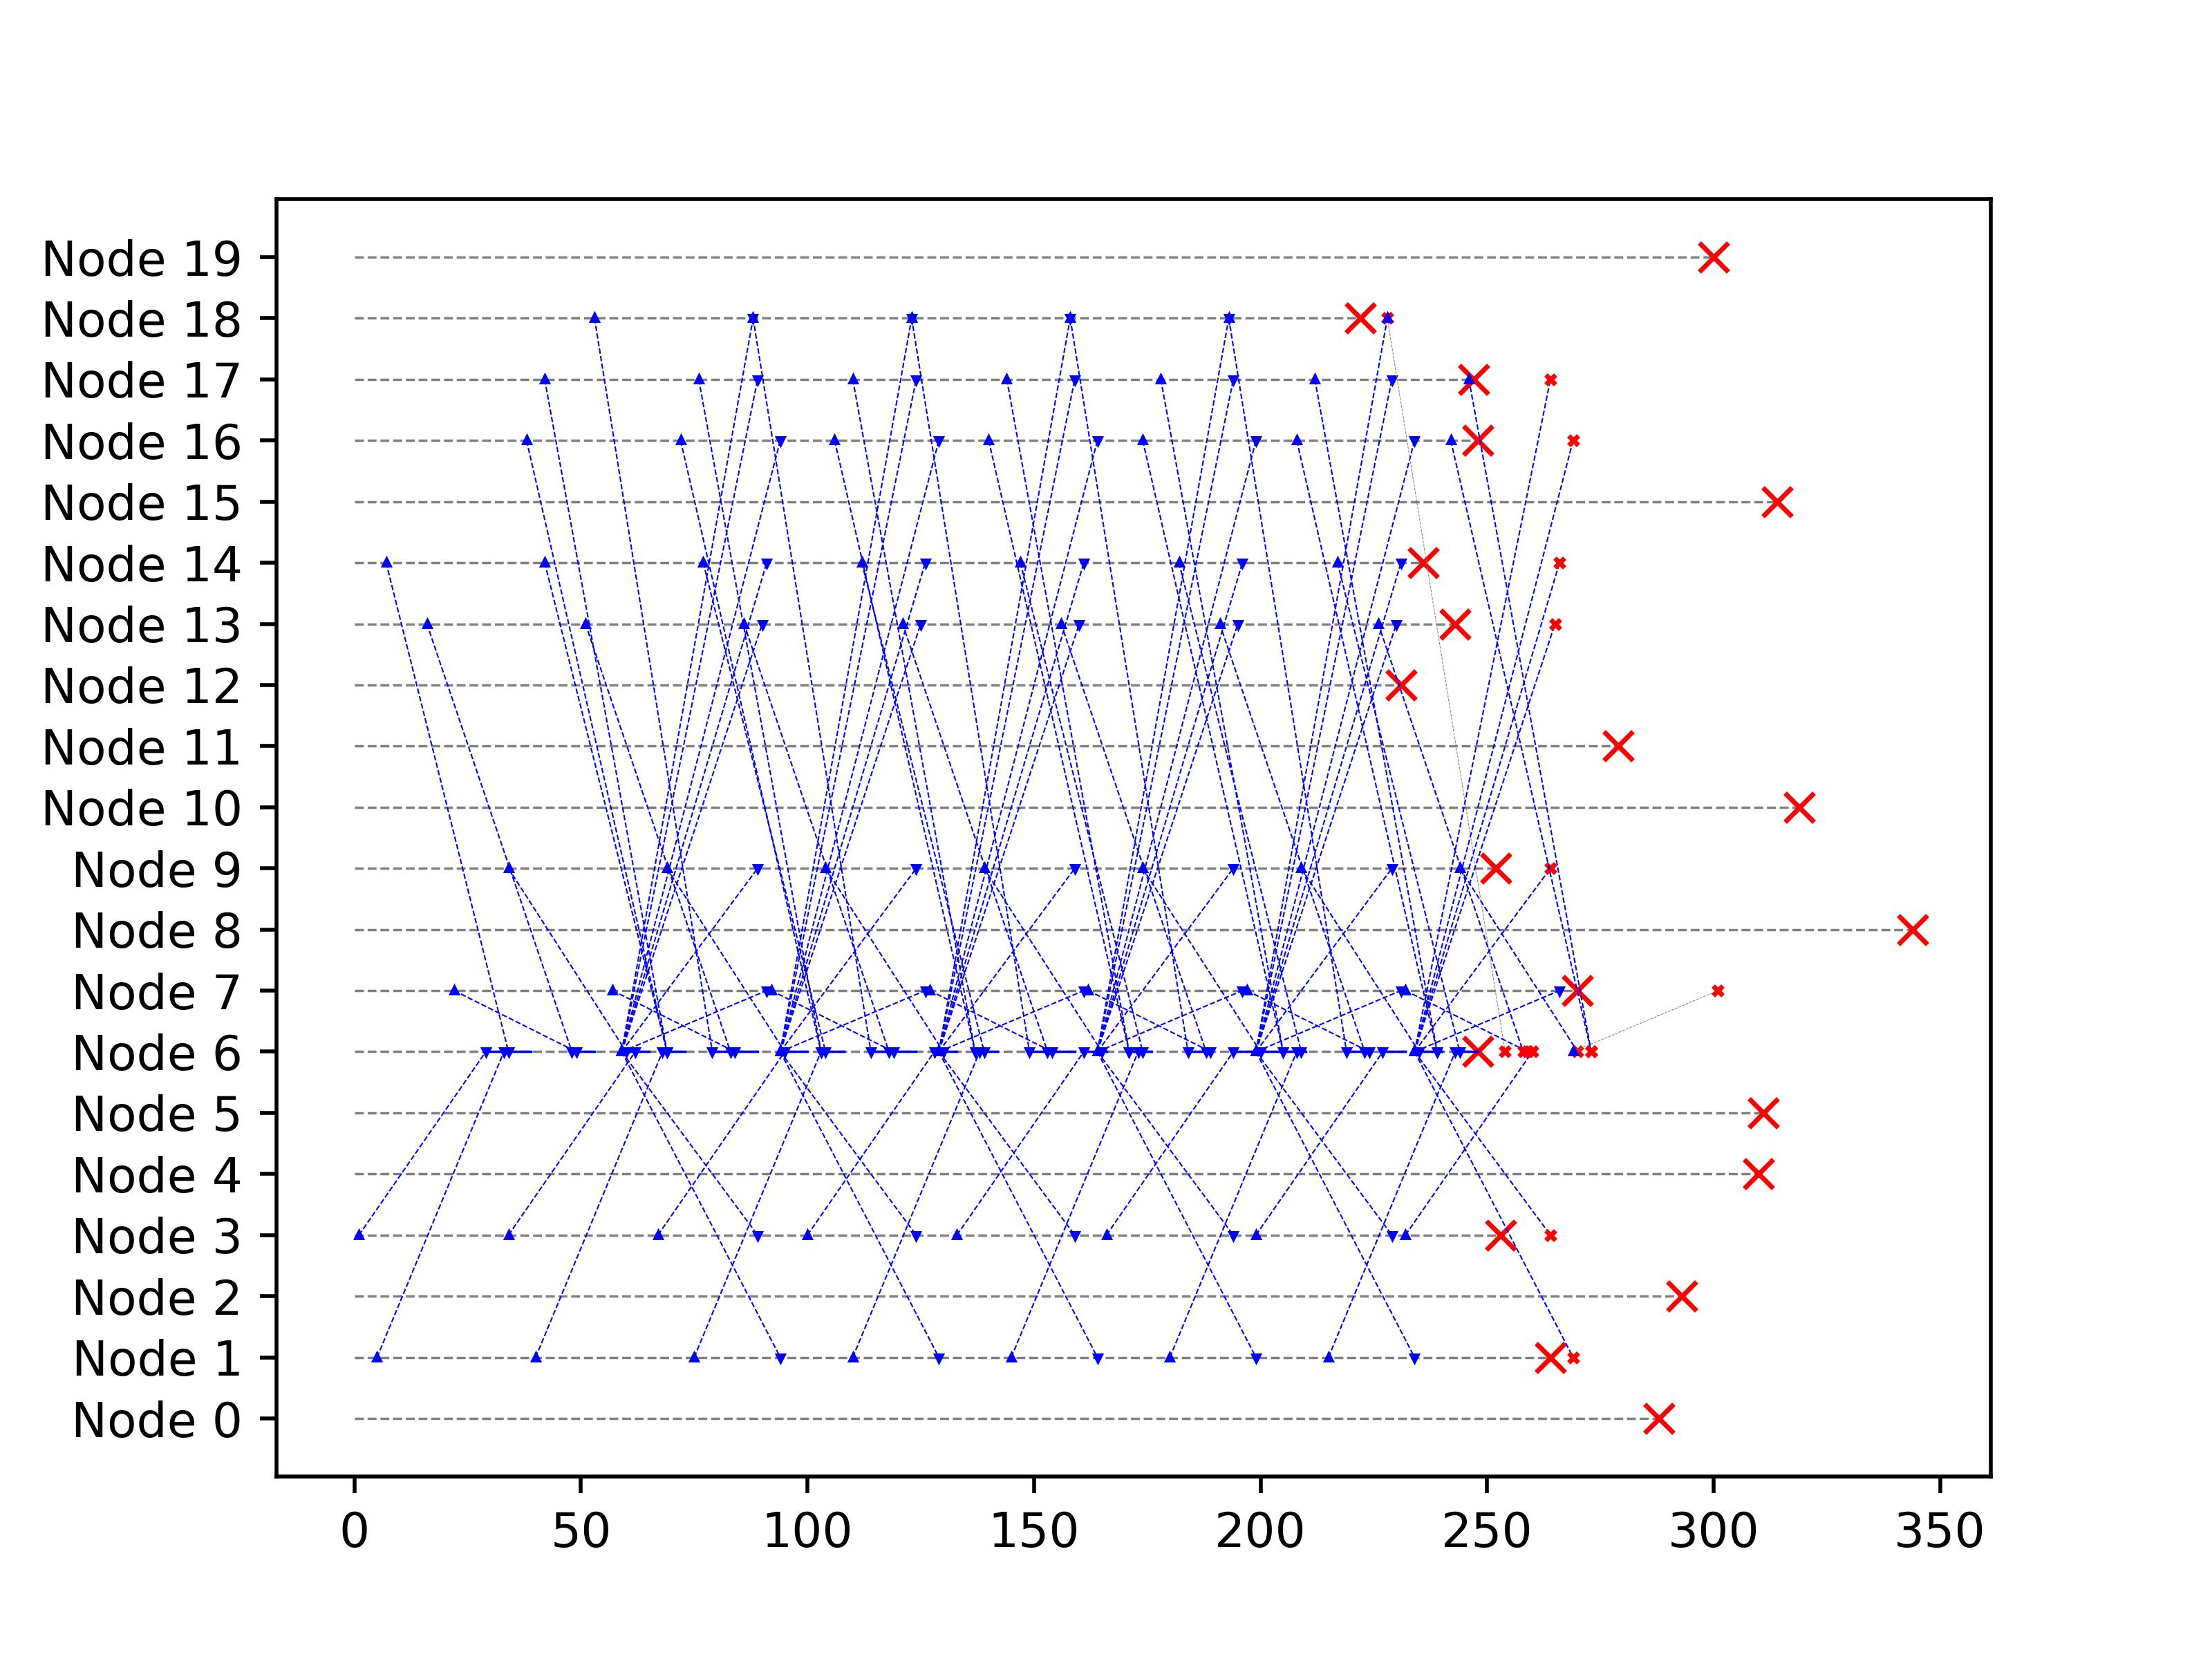 Node 19
Node 18
Node 17
Node 16
Node 15
Node 14
Node 13
Node 12
Node 11
Node 10
Node 9
Node 8
Node 7
Node 6
Node 5
Node 4
Node 3
Node 2
Node 1
Node 0
0 50 100 150 200 250 300 350